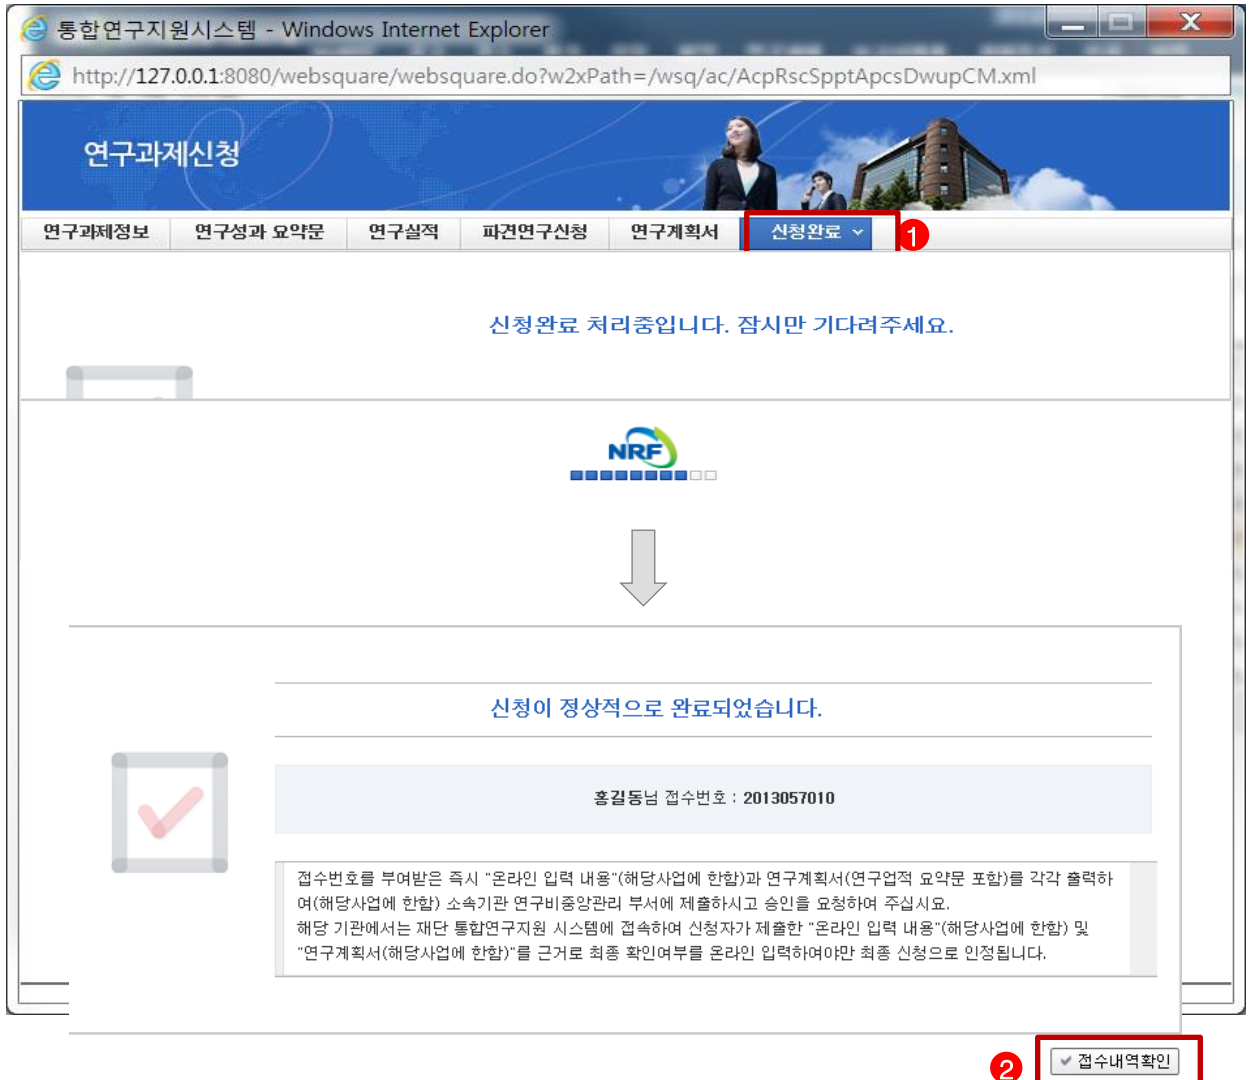 통합연구지원시스템 - Windows Internet Explorer
http://127.0.0.1:8080/websquare/websquare.do?w2xPath=/wsq/ac/AcpRscSpptApcsDwupCM.xml
연구과제신청
연구과제정보 연구성과 요약문 연구실적 파견연구신청 연구계획서 신청완료
1
신청완료 처리중입니다. 잠시만 기다려주세요.
NRF
신청이 정상적으로 완료되었습니다.
홍길동님 접수번호 : 2013057010
접수번호를 부여받은 즉시 "온라인 입력 내용"(해당사업에 한함)과 연구계획서(연구업적 요약문 포함)를 각각 출력하
여(해당사업에 한함) 소속기관 연구비중앙관리 부서에 제출하시고 승인을 요청하여 주십시요.
해당 기관에서는 재단 통합연구지원 시스템에 접속하여 신청자가 제출한 "온라인 입력 내용"(해당사업에 한함) 및
"연구계획서(해당사업에 한함)"를 근거로 최종 확인여부를 온라인 입력하여야만 최종 신청으로 인정됩니다.
2
접수내역확인